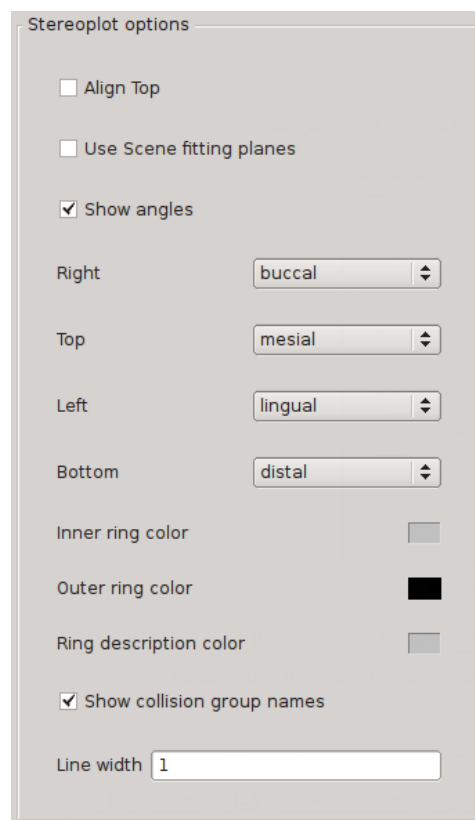 Stereoplot options
Align Top
Use Scene fitting planes
Show angles
Right buccal
Top mesial
Left lingual
Bottom distal
Inner ring color
Outer ring color
Ring description color
Show collision group names
Line width 1